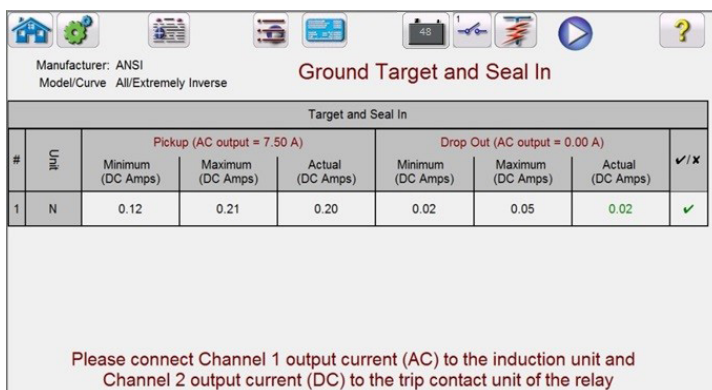 48
1
?
Manufacturer: ANSI
Model/Curve All/Extremely Inverse
Ground Target and Seal In
Target and Seal In
# Unit Pickup (AC output = 7.50 A) Drop Out (AC output = 0.00 A) ✔/✘
Minimum (DC Amps) Maximum (DC Amps) Actual (DC Amps) Minimum (DC Amps) Maximum (DC Amps) Actual (DC Amps)
1 N 0.12 0.21 0.20 0.02 0.05 0.02 ✔
Please connect Channel 1 output current (AC) to the induction unit and
Channel 2 output current (DC) to the trip contact unit of the relay